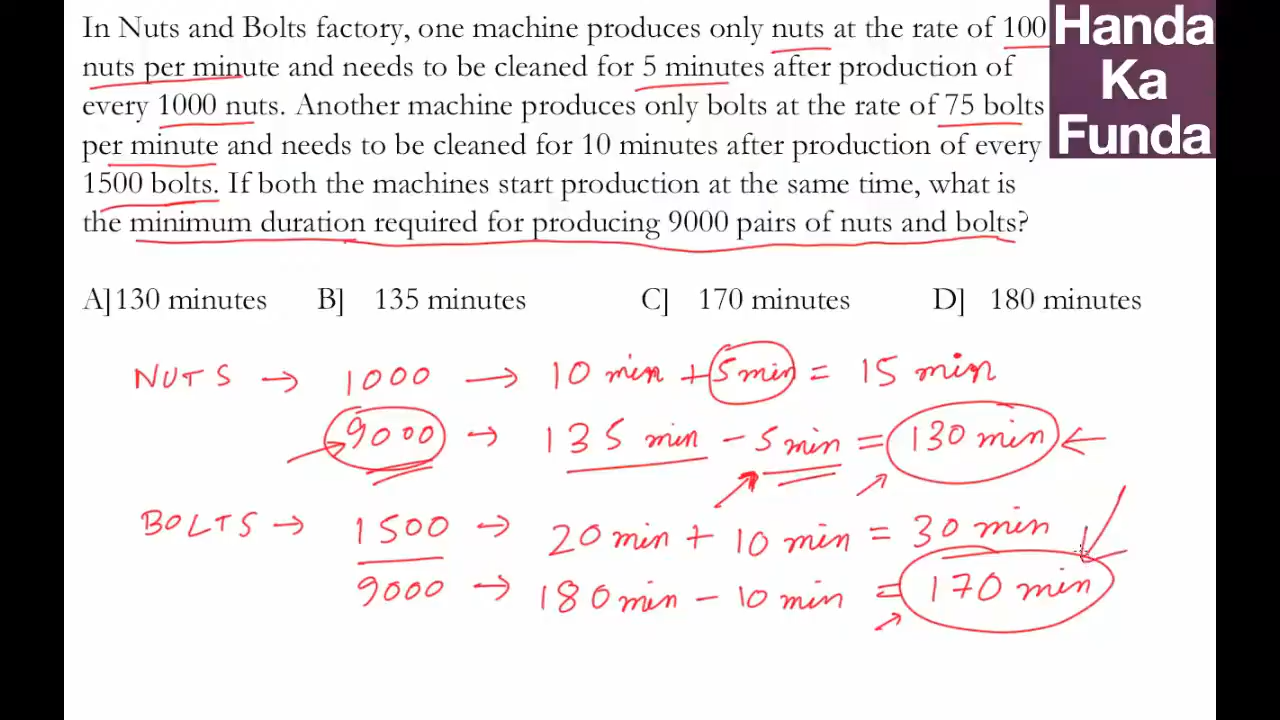 In Nuts and Bolts factory, one machine produces only nuts at the rate of 100
nuts per minute and needs to be cleaned for 5 minutes after production of
every 1000 nuts. Another machine produces only bolts at the rate of 75 bolts
per minute and needs to be cleaned for 10 minutes after production of every
1500 bolts. If both the machines start production at the same time, what is
the minimum duration required for producing 9000 pairs of nuts and bolts?
Handa
Ka
Funda
A]130 minutes B] 135 minutes C] 170 minutes D] 180 minutes
NUTS → 1000 → 10 min + 5 min = 15 min
9000 → 135 min - 5 min = 130 min ←
BOLTS → 1500 → 20 min + 10 min = 30 min
9000 → 180 min - 10 min = 170 min